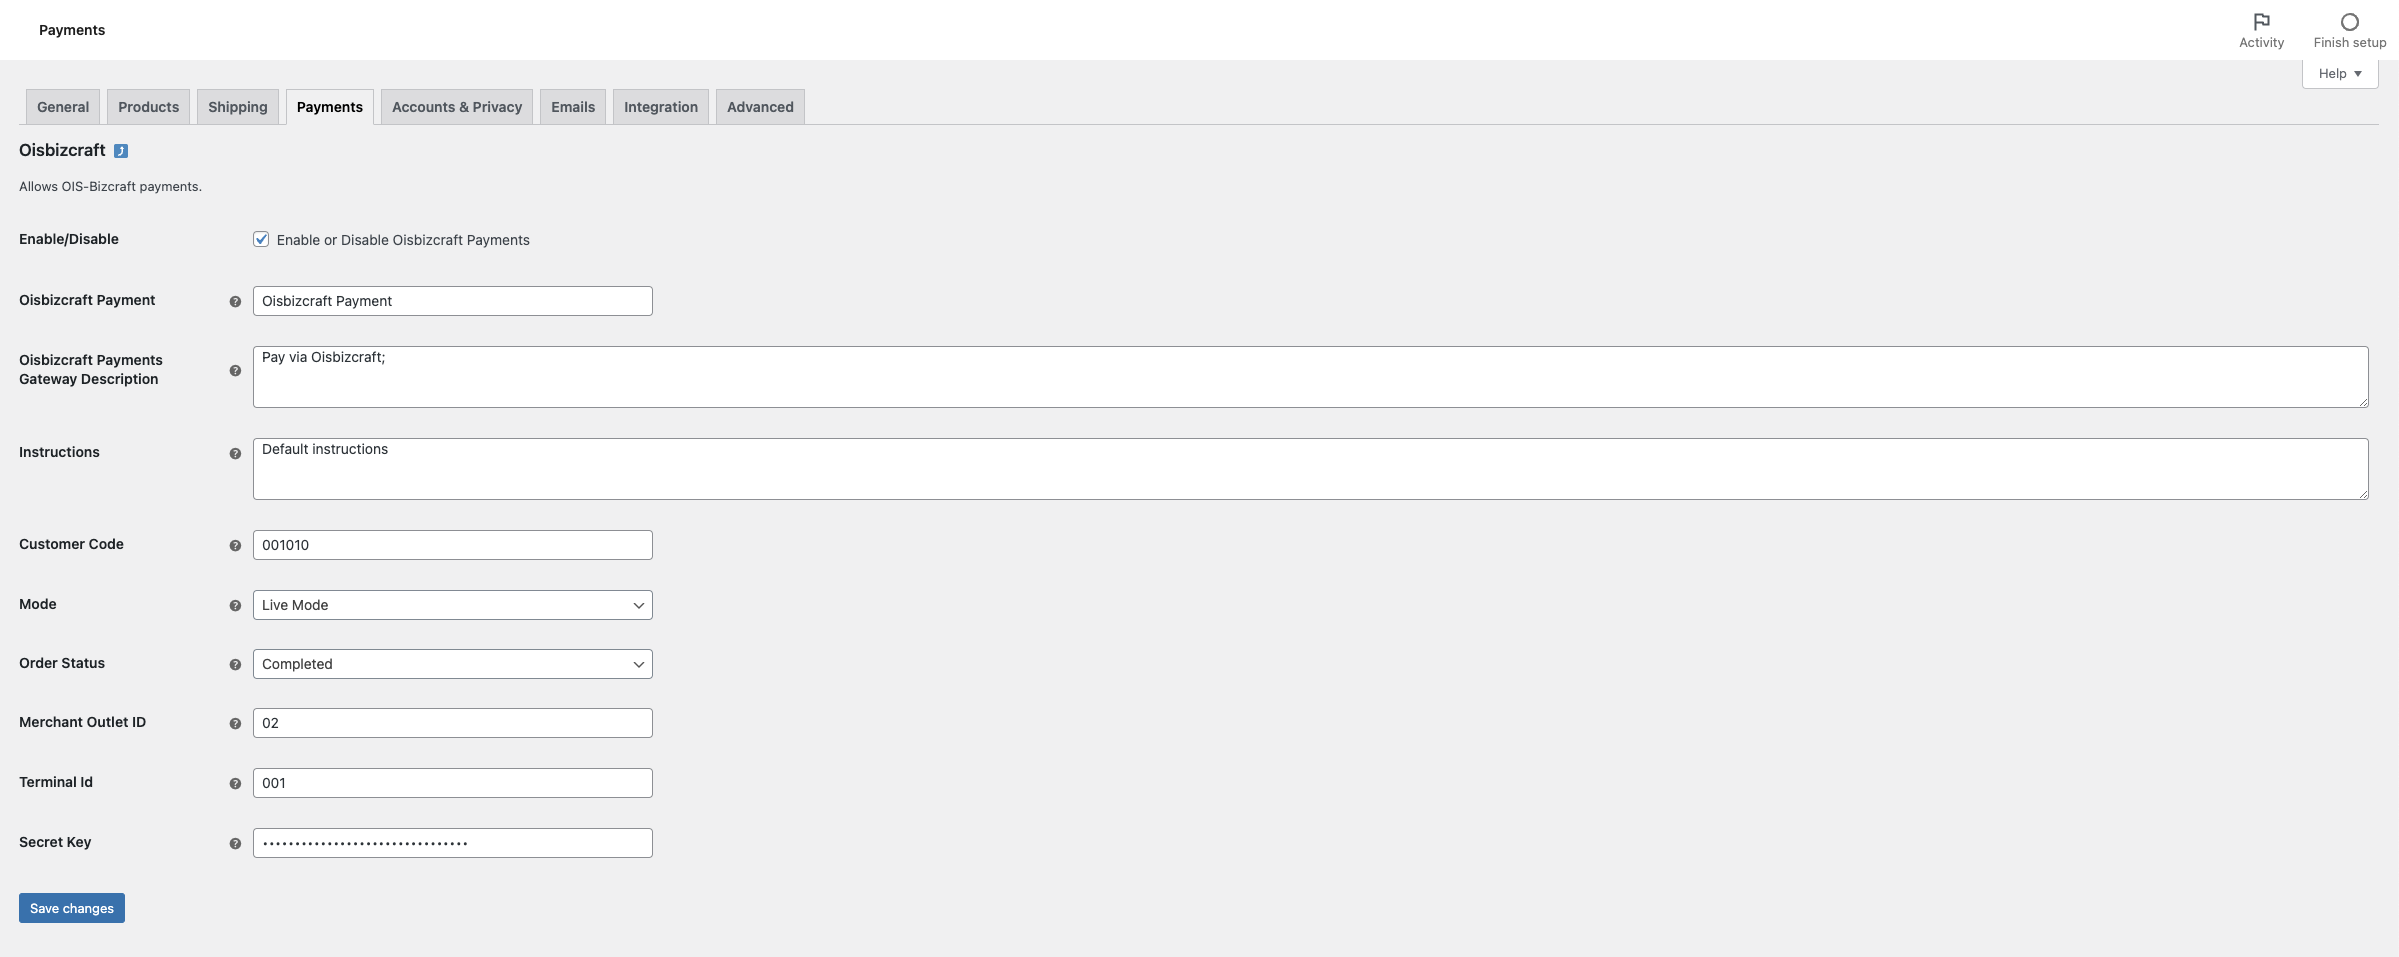 Payments
Activity
Finish setup
Help
General Products Shipping Payments Accounts & Privacy Emails Integration Advanced
Oisbizcraft
Allows OIS-Bizcraft payments.
Enable/Disable Enable or Disable Oisbizcraft Payments
Oisbizcraft Payment Oisbizcraft Payment
Oisbizcraft Payments
Gateway Description
Pay via Oisbizcraft;
Instructions Default instructions
Customer Code 001010
Mode Live Mode
Order Status Completed
Merchant Outlet ID 02
Terminal Id 001
Secret Key
Save changes